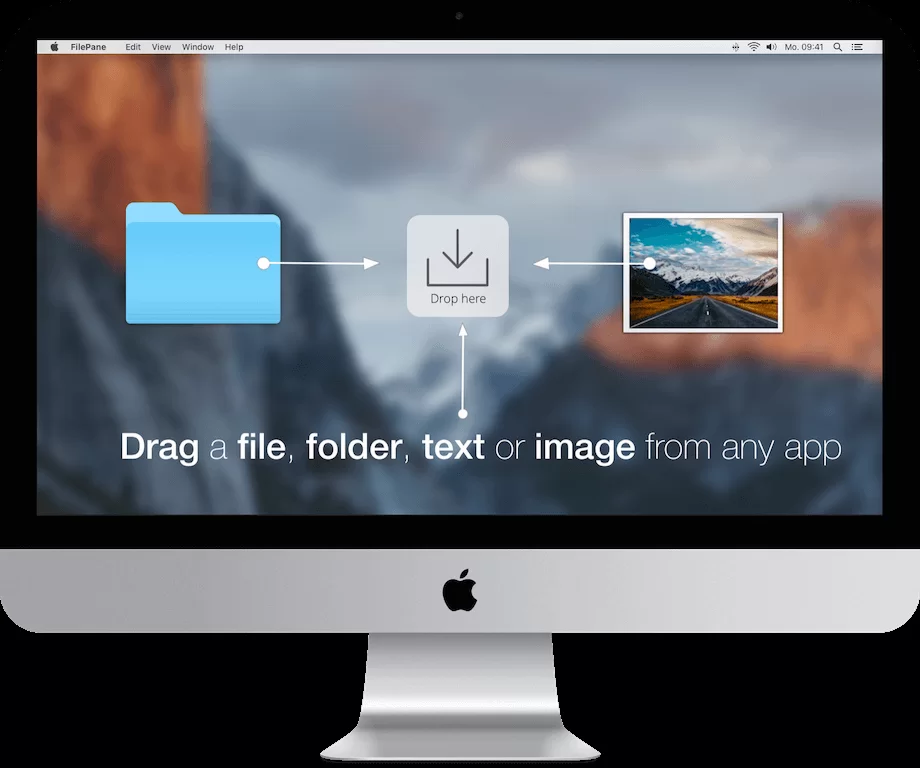 FilePane Edit View Window Help Mo. 09:41
Drop here
Drag a file, folder, text or image from any app